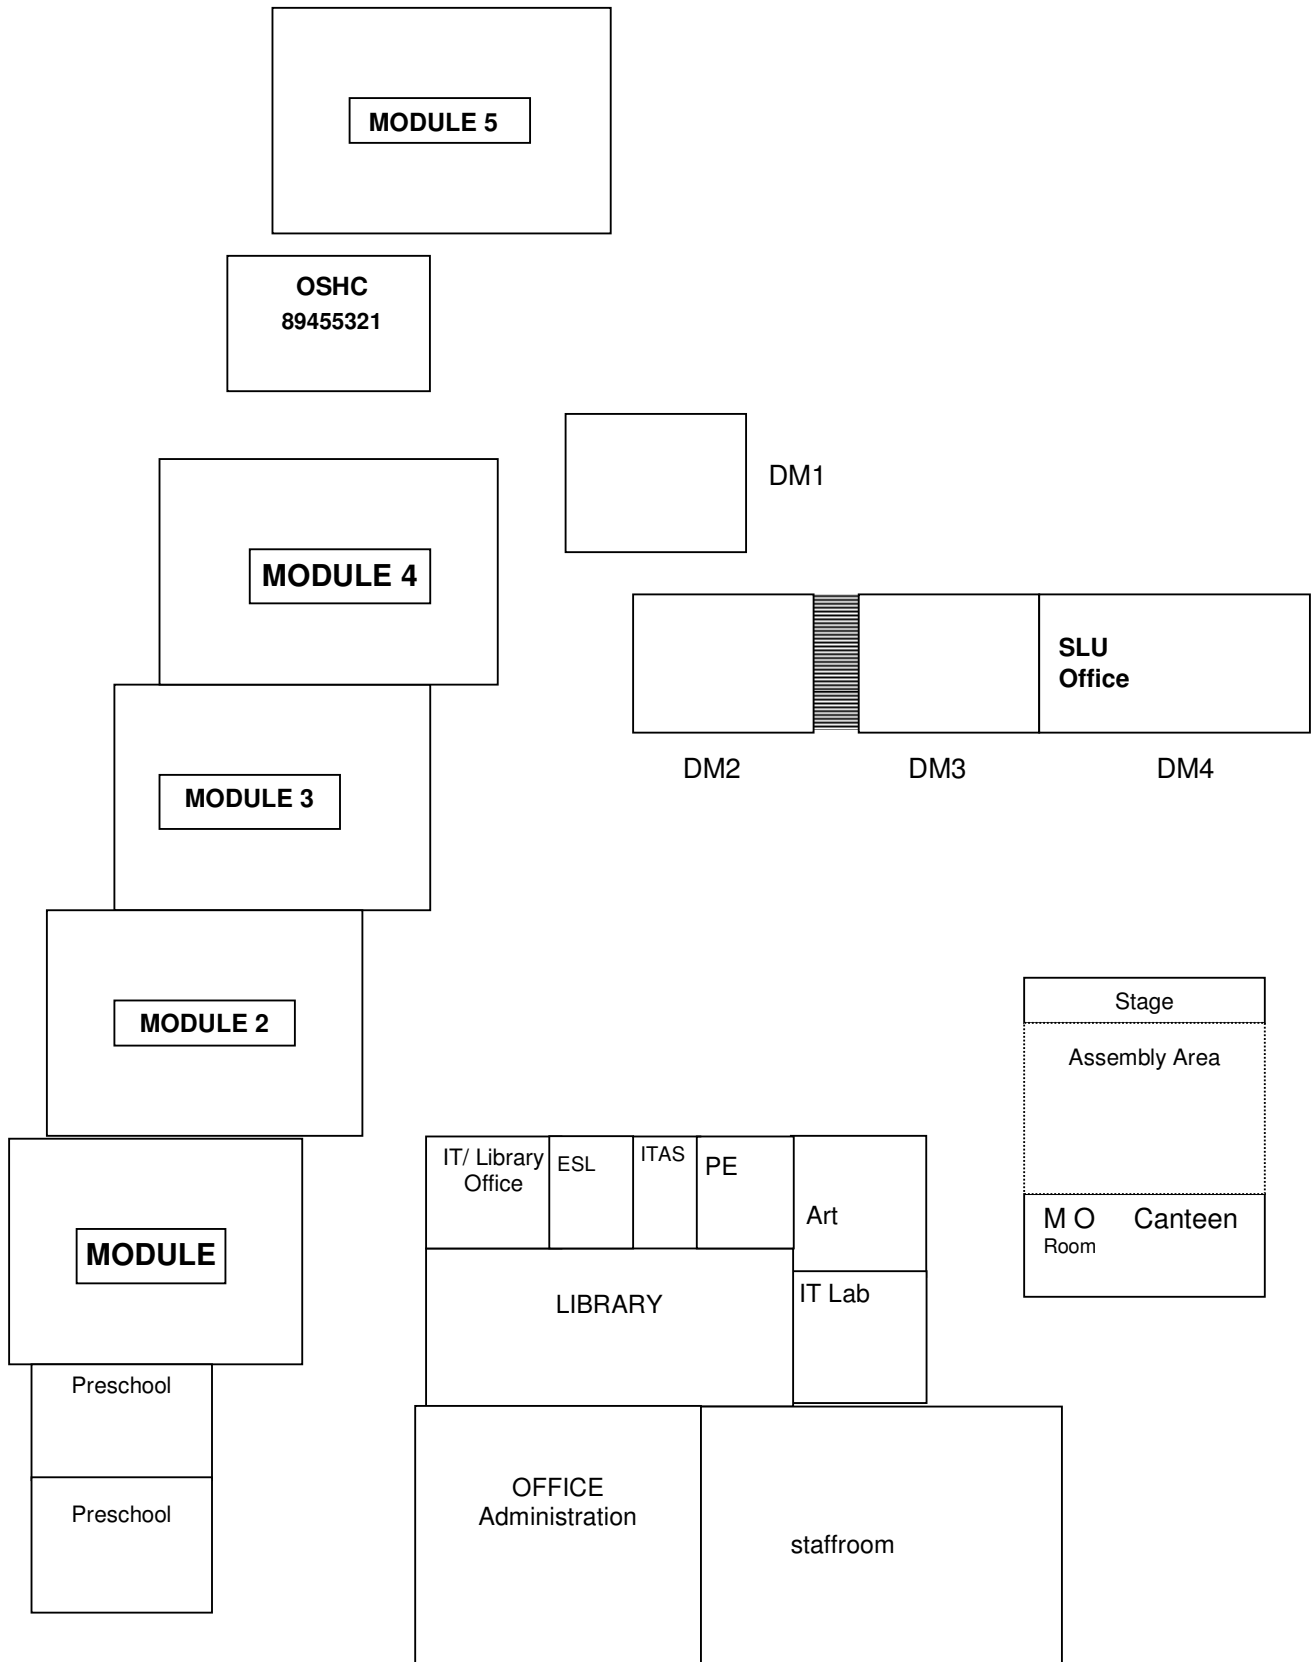 MODULE 5
OSHC
89455321
DM1
MODULE 4
SLU
Office
DM2 DM3 DM4
MODULE 3
MODULE 2
Stage
Assembly Area
IT/ Library
Office
ESL
ITAS
PE
Art
M O Canteen
Room
MODULE
LIBRARY
IT Lab
Preschool
Preschool
OFFICE
Administration
staffroom